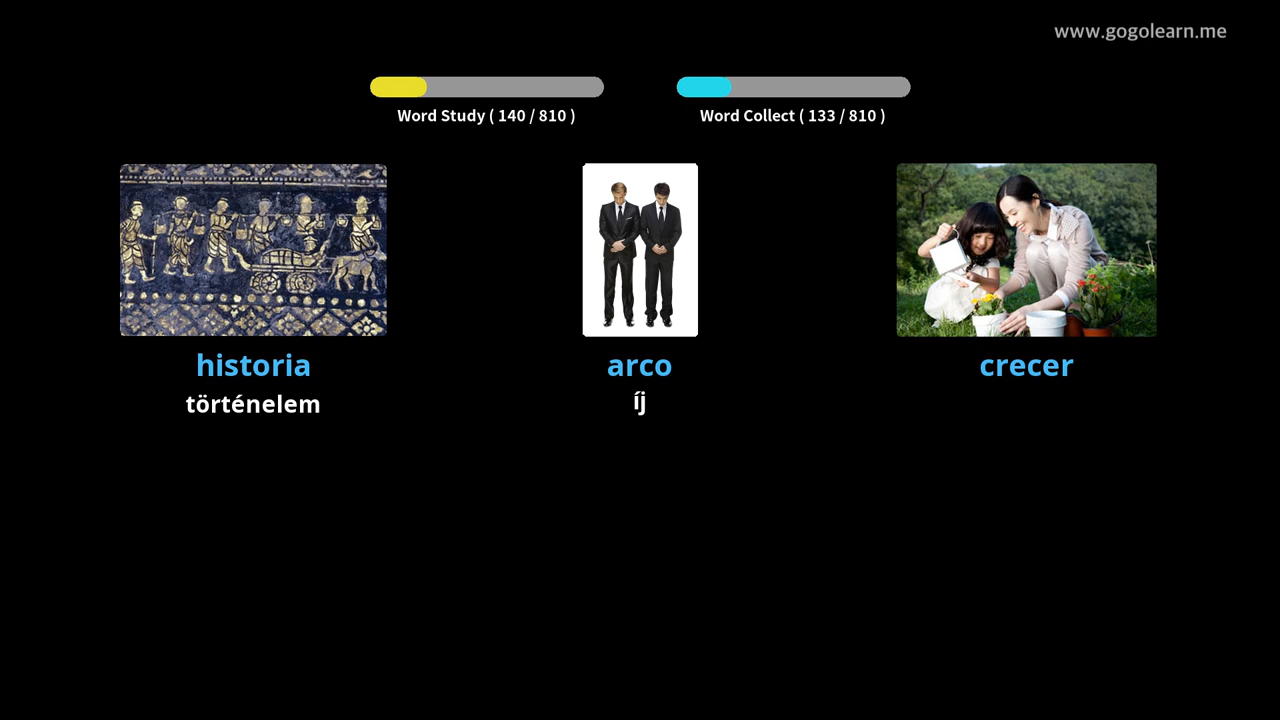 www.gogolearn.me
Word Study ( 140 / 810 )
Word Collect ( 133 / 810 )
historia
arco
crecer
történelem
íj